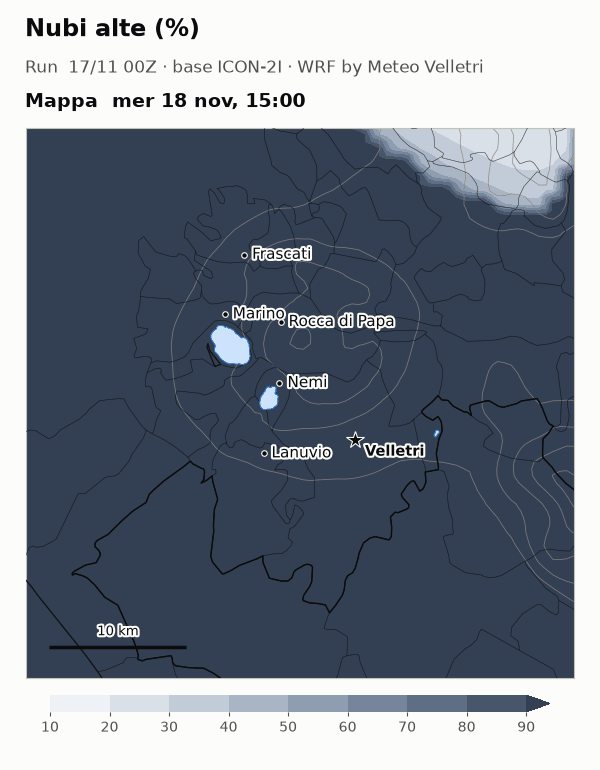 Nubi alte (%)
Run  17/11 00Z · base ICON-2I · WRF by Meteo Velletri
Mappa  mer 18 nov, 15:00
Frascati
Marino
Rocca di Papa
Nemi
Velletri
Lanuvio
10 km
10 20 30 40 50 60 70 80 90